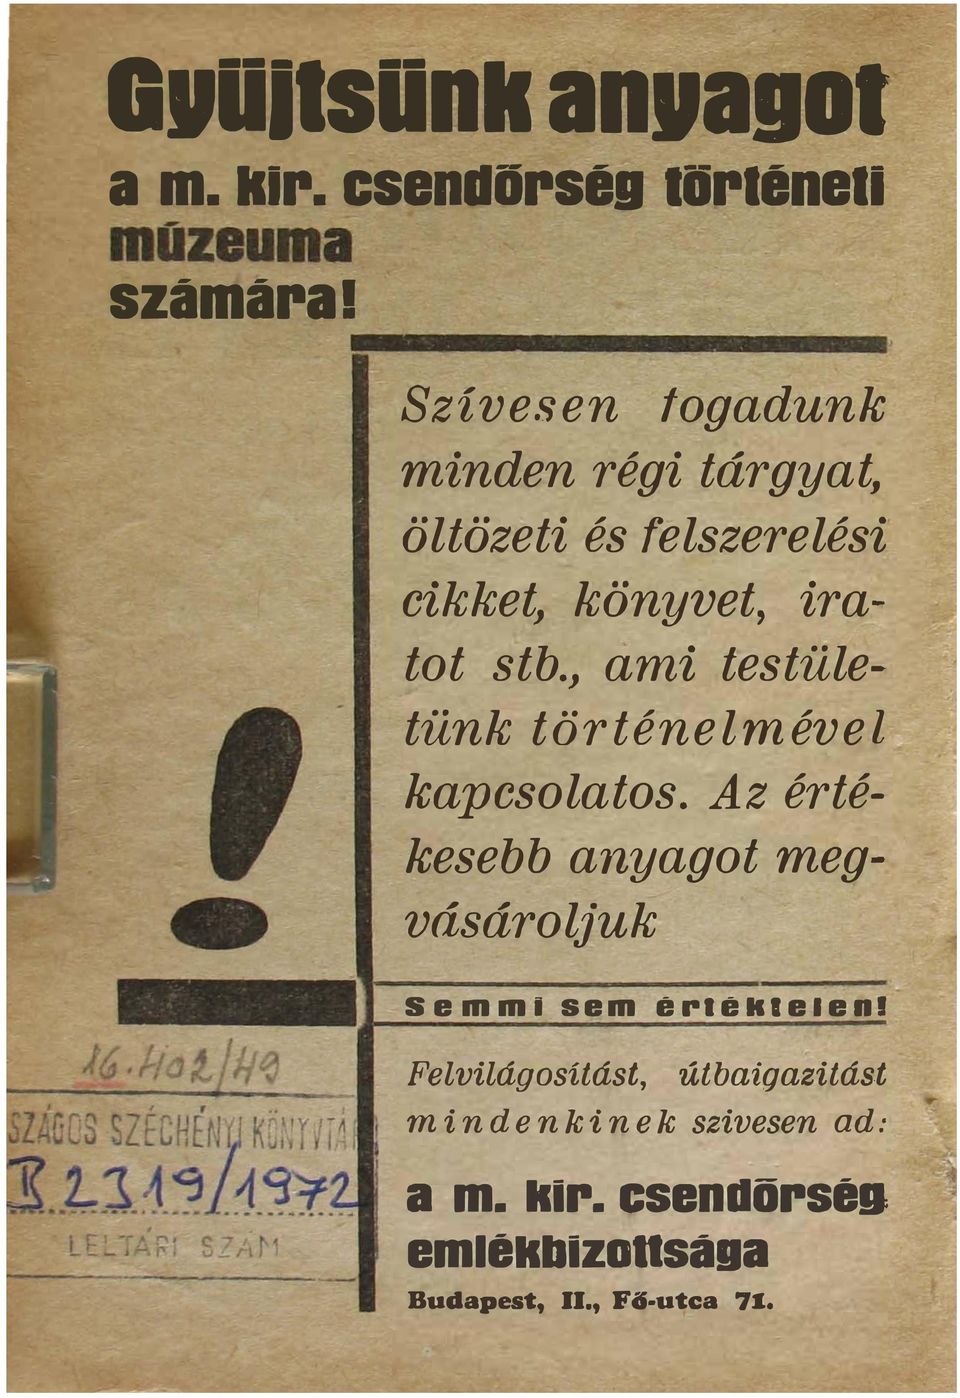 Gyüjtsünk anyagot
a m. kir. csendőrség történeti
múzeuma
számára!
Szívesen fogadunk
minden régi tárgyat,
öltözeti és felszerelési
cikket, könyvet, ira-
tot stb., ami testüle-
tünk történelmével
kapcsolatos. Az érté-
kesebb anyagot meg-
vásároljuk
!
Semmi sem értéktelen!
Felvilágosítást, útbaigazitást
mindenkinek szivesen ad:
a m. kir. csendőrség
emlékbizottsága
Budapest, II., Fő-utca 71.
16.402/49
SZÁGOS SZÉCHÉNYI KÖNYVTÁ
B 2319/1972
LELTÁRI SZÁM